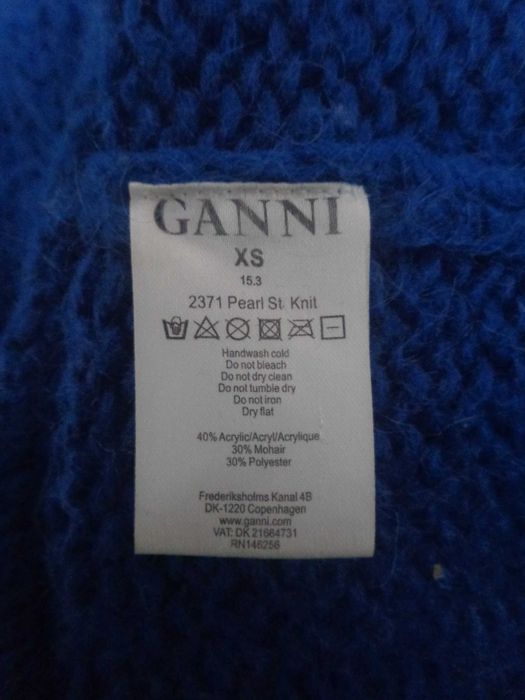 GANNI
XS
15.3
2371 Pearl St. Knit
Handwash cold
Do not bleach
Do not dry clean
Do not tumble dry
Do not iron
Dry flat
40% Acrylic/Acryl/Acrylique
30% Mohair
30% Polyester
Frederiksholms Kanal 4B
DK-1220 Copenhagen
www.ganni.com
VAT: DK 21664731
RN146256